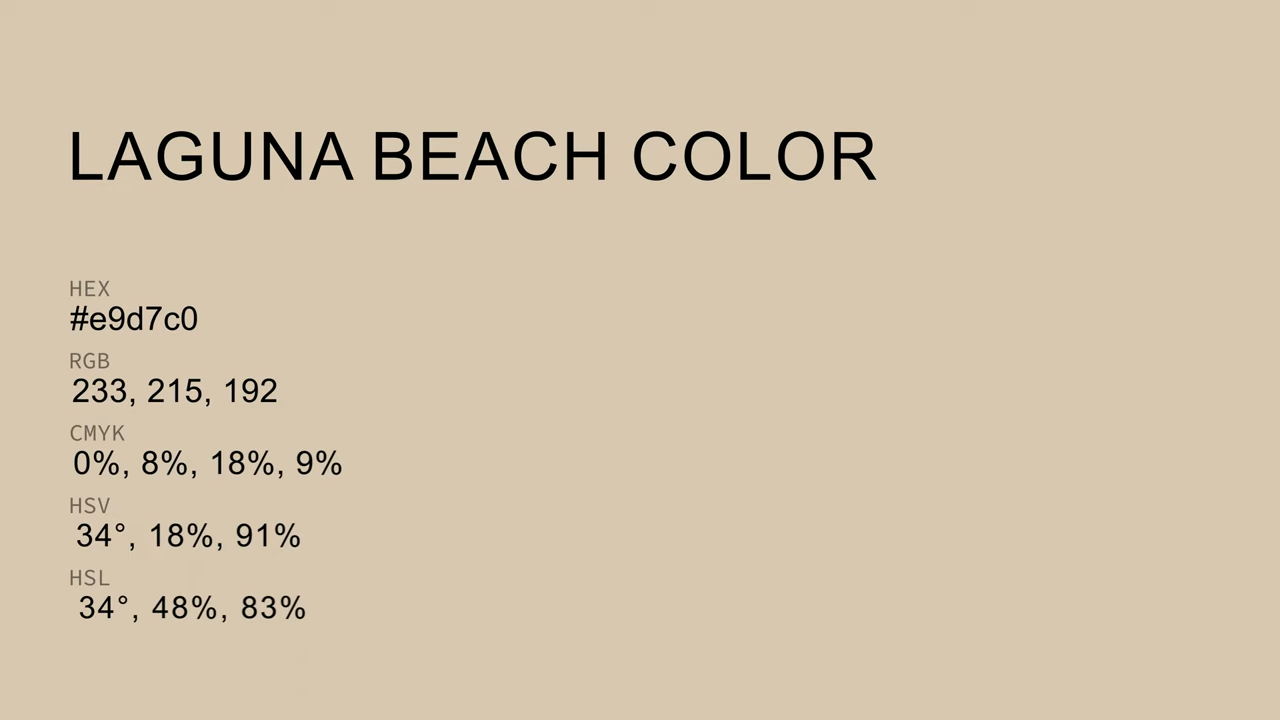 LAGUNA BEACH COLOR
HEX
#e9d7c0
RGB
233, 215, 192
CMYK
0%, 8%, 18%, 9%
HSV
34°, 18%, 91%
HSL
34°, 48%, 83%